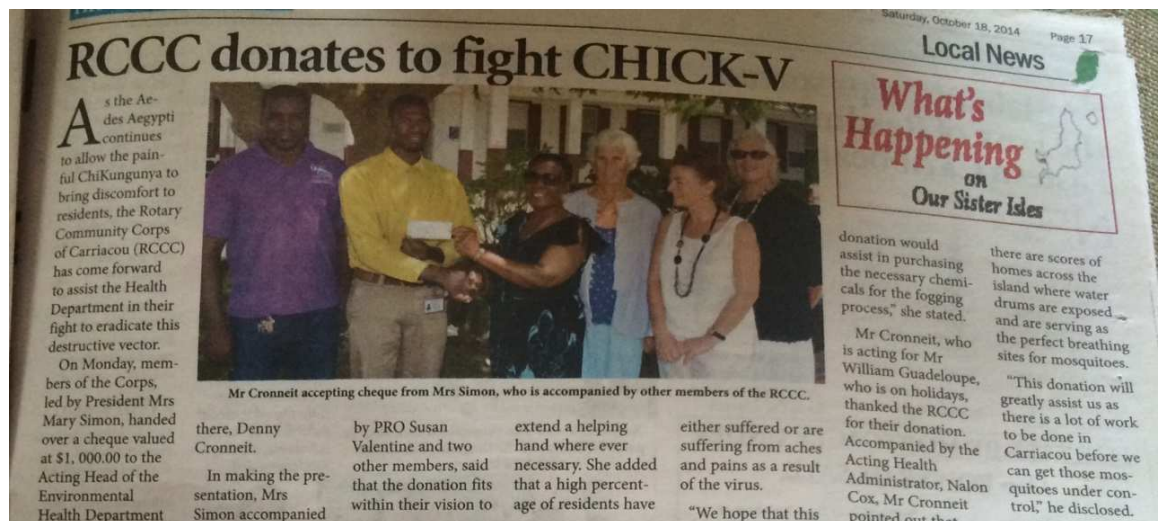 Saturday, October 18, 2014
Page 17
Local News
RCCC donates to fight CHICK-V
As the Ae-
des Aegypti
continues
to allow the pain-
ful ChiKungunya to
bring discomfort to
residents, the Rotary
Community Corps
of Carriacou (RCCC)
has come forward
to assist the Health
Department in their
fight to eradicate this
destructive vector.
On Monday, mem-
bers of the Corps,
led by President Mrs
Mary Simon, handed
over a cheque valued
at $1, 000.00 to the
Acting Head of the
Environmental
Health Department
Mr Cronneit accepting cheque from Mrs Simon, who is accompanied by other members of the RCCC.
there, Denny
Cronneit.
In making the pre-
sentation, Mrs
Simon accompanied
by PRO Susan
Valentine and two
other members, said
that the donation fits
within their vision to
extend a helping
hand where ever
necessary. She added
that a high percent-
age of residents have
either suffered or are
suffering from aches
and pains as a result
of the virus.
"We hope that this
What's
Happening
on
Our Sister Isles
donation would
assist in purchasing
the necessary chemi-
cals for the fogging
process," she stated.
Mr Cronneit, who
is acting for Mr
William Guadeloupe,
who is on holidays,
thanked the RCCC
for their donation.
Accompanied by the
Acting Health
Administrator, Nalon
Cox, Mr Cronneit
pointed out that
there are scores of
homes across the
island where water
drums are exposed
and are serving as
the perfect breathing
sites for mosquitoes.
"This donation will
greatly assist us as
there is a lot of work
to be done in
Carriacou before we
can get those mos-
quitoes under con-
trol," he disclosed.